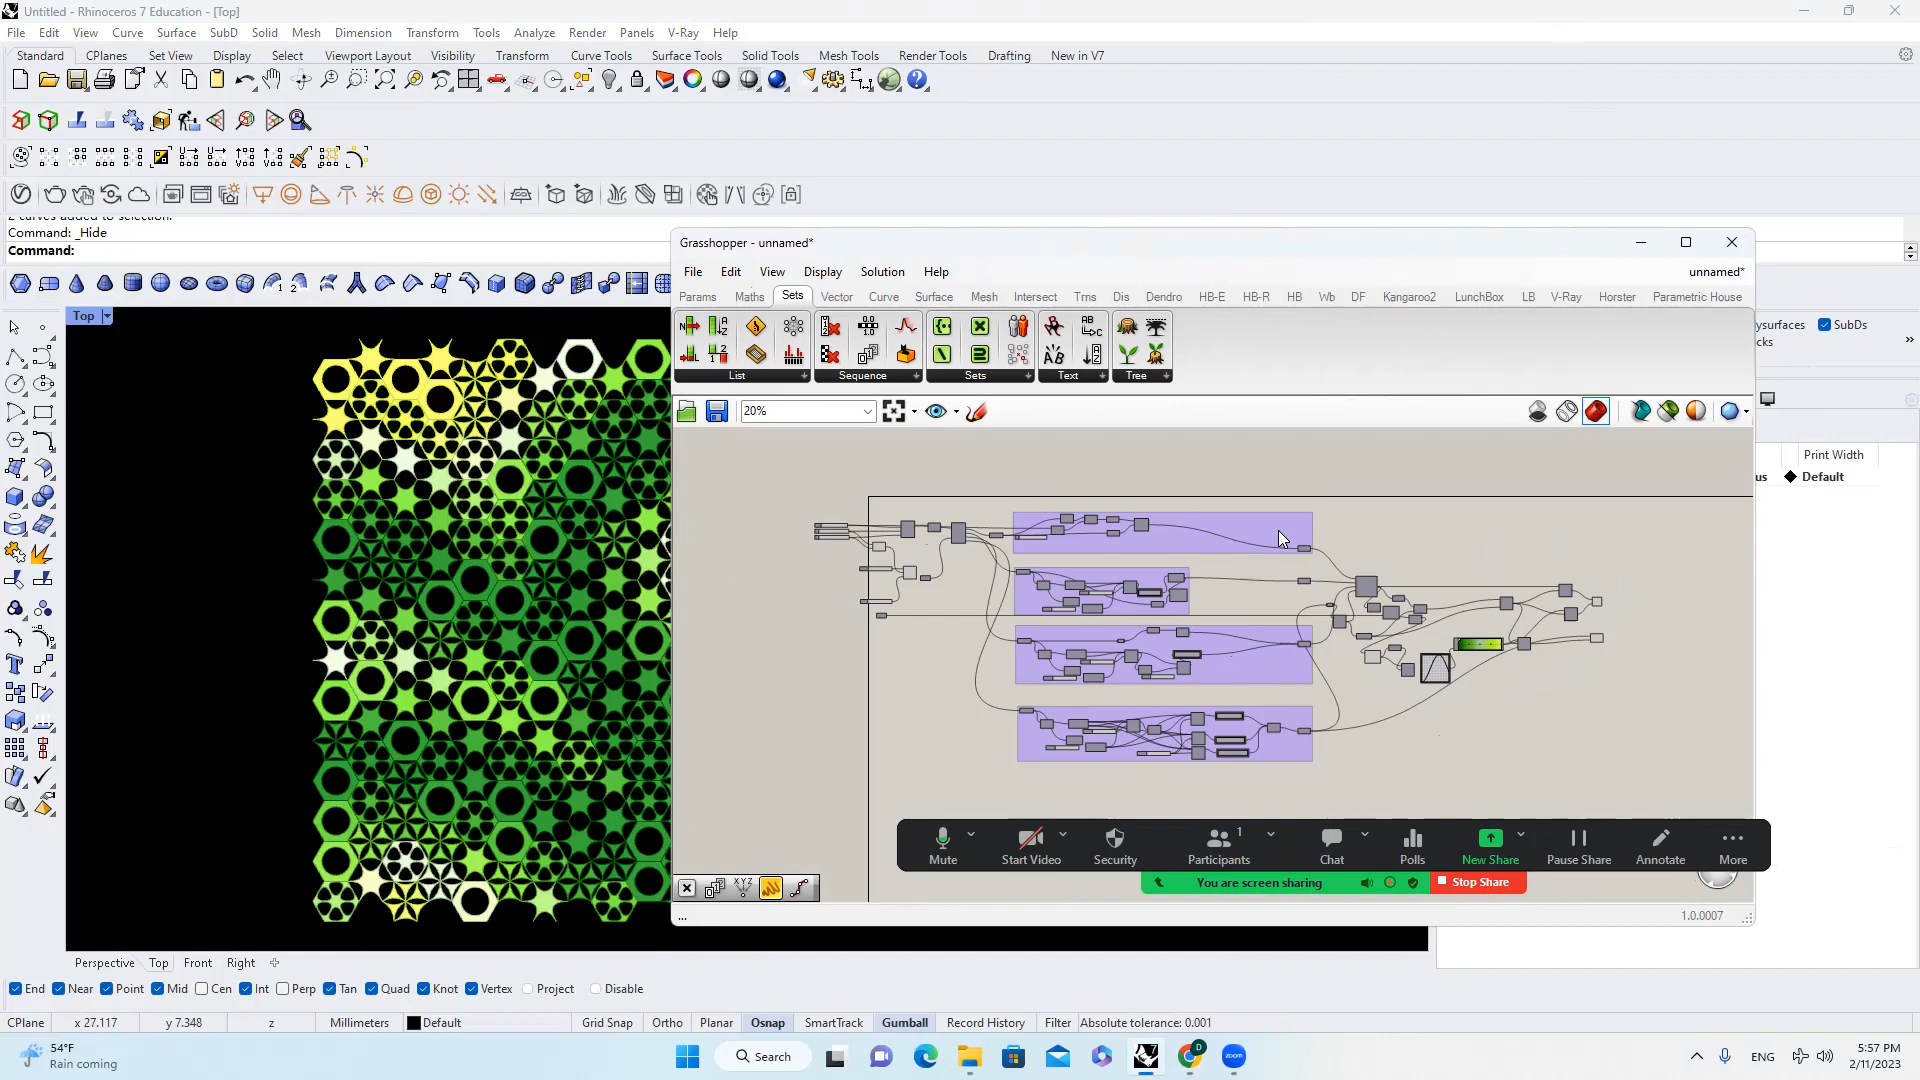 Untitled - Rhinoceros 7 Education - [Top]
File Edit View Curve Surface SubD Solid Mesh Dimension Transform Tools Analyze Render Panels V-Ray Help
Standard CPlanes Set View Display Select Viewport Layout Visibility Transform Curve Tools Surface Tools Solid Tools Mesh Tools Render Tools Drafting New in V7
2 curves added to selection.
Command: _Hide
Command:
Grasshopper - unnamed*
File Edit View Display Solution Help unnamed*
Params Maths Sets Vector Curve Surface Mesh Intersect Trns Dis Dendro HB-E HB-R HB Wb DF Kangaroo2 LunchBox LB V-Ray Horster Parametric House
List Sequence Sets Text Tree
20%
Top
ysurfaces SubDs
cks
Print Width
us Default
Mute Start Video Security Participants 1 Chat Polls New Share Pause Share Annotate More
You are screen sharing Stop Share
... 1.0.0007
Perspective Top Front Right
End Near Point Mid Cen Int Perp Tan Quad Knot Vertex Project Disable
CPlane x 27.117 y 7.348 z Millimeters Default Grid Snap Ortho Planar Osnap SmartTrack Gumball Record History Filter Absolute tolerance: 0.001
54°F
Rain coming
Search
zoom
ENG
5:57 PM
2/11/2023